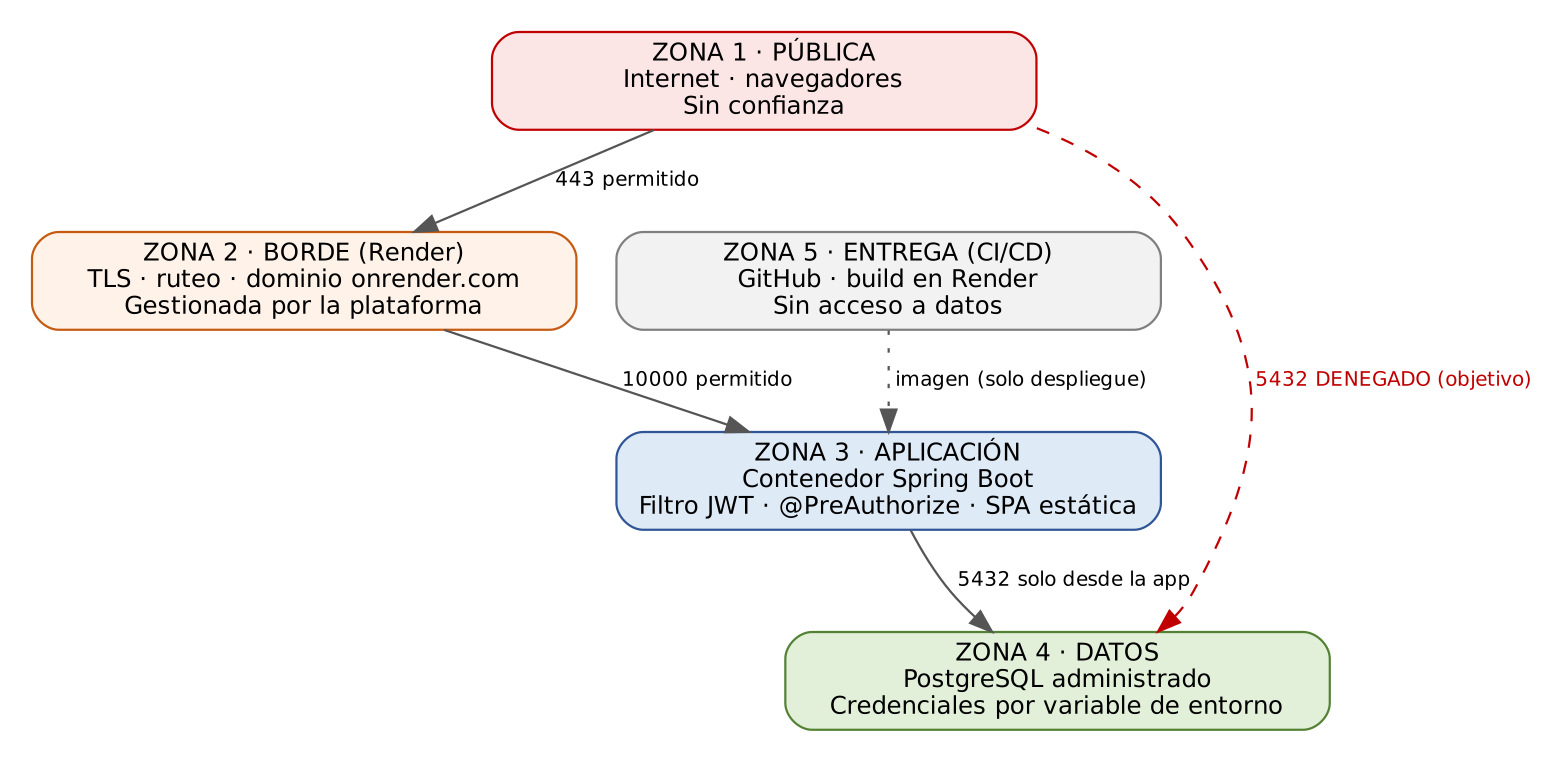 ZONA 1 · PÚBLICA
Internet · navegadores
Sin confianza
443 permitido
ZONA 2 · BORDE (Render)
TLS · ruteo · dominio onrender.com
Gestionada por la plataforma
ZONA 5 · ENTREGA (CI/CD)
GitHub · build en Render
Sin acceso a datos
10000 permitido
imagen (solo despliegue)
5432 DENEGADO (objetivo)
ZONA 3 · APLICACIÓN
Contenedor Spring Boot
Filtro JWT · @PreAuthorize · SPA estática
5432 solo desde la app
ZONA 4 · DATOS
PostgreSQL administrado
Credenciales por variable de entorno